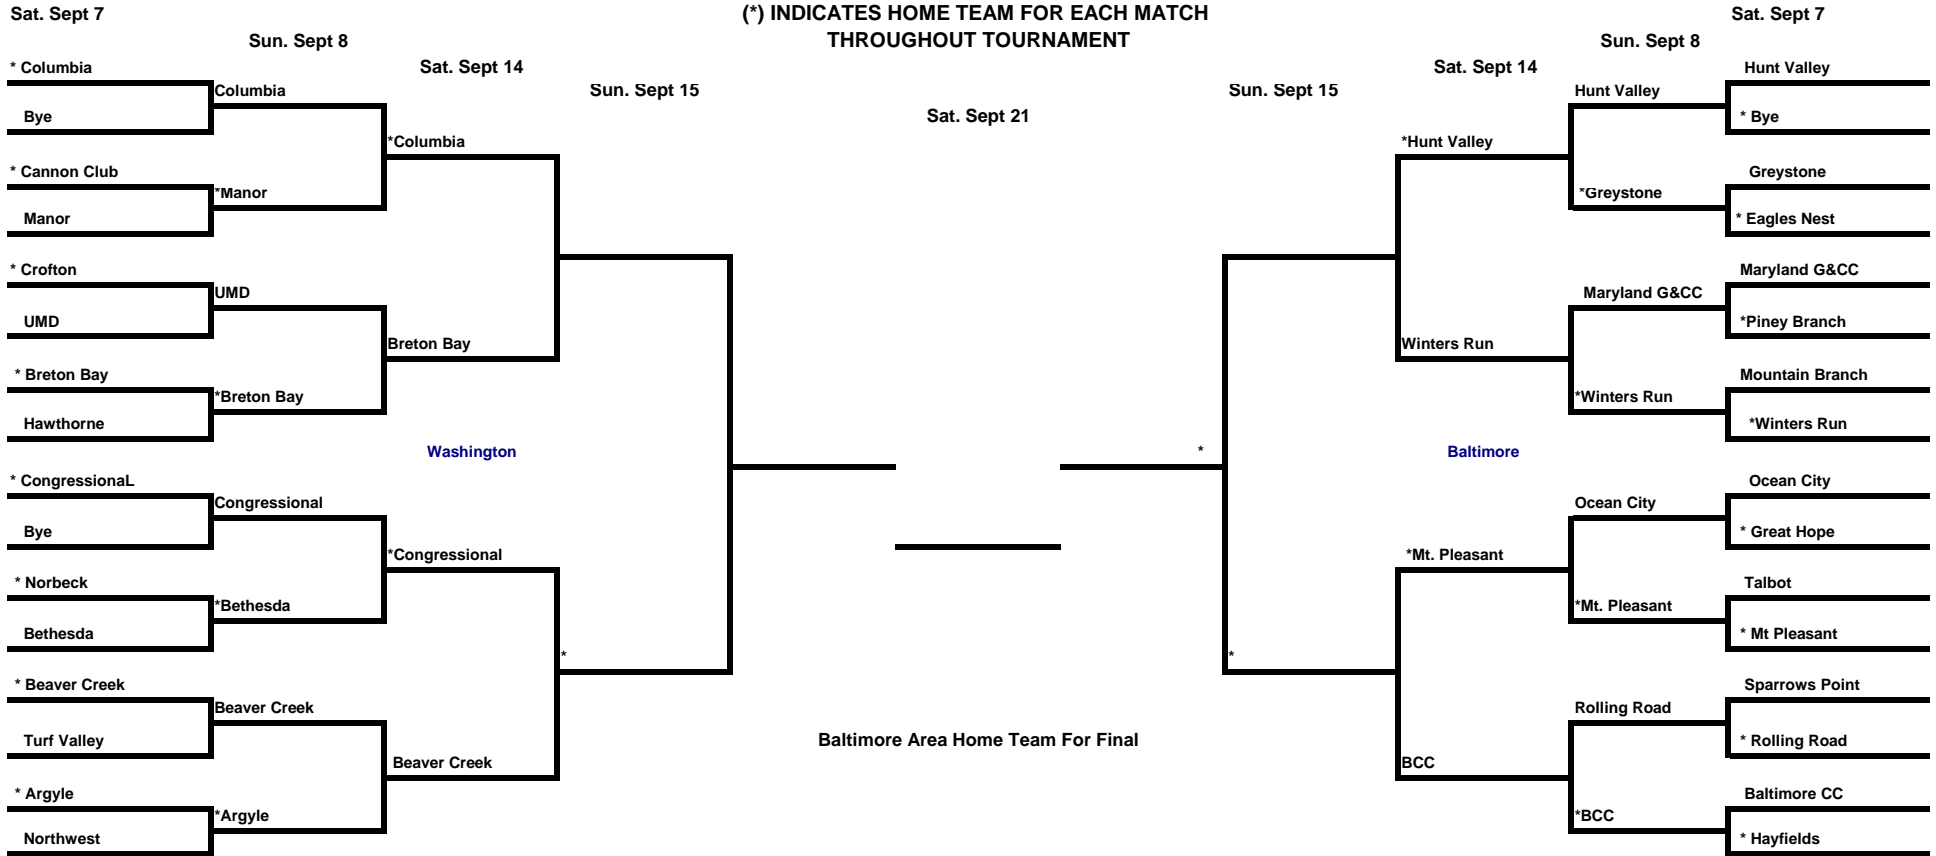 Sat. Sept 7
(*) INDICATES HOME TEAM FOR EACH MATCH
Sat. Sept 7
Sun. Sept 8
THROUGHOUT TOURNAMENT
Sun. Sept 8
* Columbia
Sat. Sept 14
Sat. Sept 14
Hunt Valley
Columbia
Sun. Sept 15
Sun. Sept 15
Hunt Valley
Bye
Sat. Sept 21
* Bye
*Columbia
*Hunt Valley
* Cannon Club
Greystone
*Manor
*Greystone
Manor
* Eagles Nest
* Crofton
Maryland G&CC
UMD
Maryland G&CC
UMD
*Piney Branch
Breton Bay
Winters Run
* Breton Bay
Mountain Branch
*Breton Bay
*Winters Run
Hawthorne
*Winters Run
Washington
*
Baltimore
* CongressionaL
Ocean City
Congressional
Ocean City
Bye
* Great Hope
*Congressional
*Mt. Pleasant
* Norbeck
Talbot
*Bethesda
*Mt. Pleasant
Bethesda
* Mt Pleasant
*
*
* Beaver Creek
Sparrows Point
Beaver Creek
Rolling Road
Turf Valley
Baltimore Area Home Team For Final
* Rolling Road
Beaver Creek
BCC
* Argyle
Baltimore CC
*Argyle
*BCC
Northwest
* Hayfields